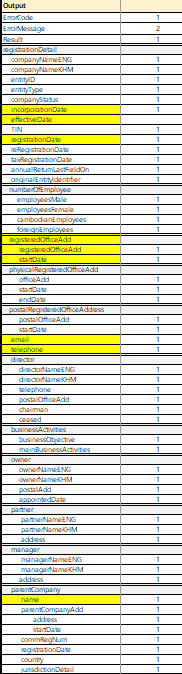 Output
ErrorCode 1
ErrorMessage 2
Result 1
registrationDetail
companyNameENG 1
companyNameKHM 1
entityID 1
entityType 1
companyStatus 1
incorporationDate 1
effectiveDate
TIN 1
registrationDate 1
reRegistrationDate 1
taxRegistrationDate 1
annualReturnLastFiledOn 1
originalEntityIdentifier 1
numberOfEmployee
employeesMale 1
employeesFemale 1
cambodianEmployees 1
foreignEmployees 1
registeredOfficeAdd
registeredOfficeAdd 1
startDate 1
physicalRegisteredOfficeAdd
officeAdd 1
startDate 1
endDate 1
postalRegisteredOfficeAddress
postalOfficeAdd 1
startDate 1
email 1
telephone 1
director
directorNameENG 1
directorNameKHM 1
telephone 1
postalOfficeAdd 1
chairman 1
ceased 1
businessActivities
businessObjective 1
mainBusinessActivities 1
owner
ownerNameENG 1
ownerNameKHM 1
postalAdd 1
appointedDate 1
partner
partnerNameENG 1
partnerNameKHM 1
address 1
manager
managerNameENG 1
managerNameKHM 1
address 1
parentCompany
name 1
parentCompanyAdd 1
address 1
startDate 1
commRegNum 1
registrationDate 1
country 1
jurisdictionDetail 1